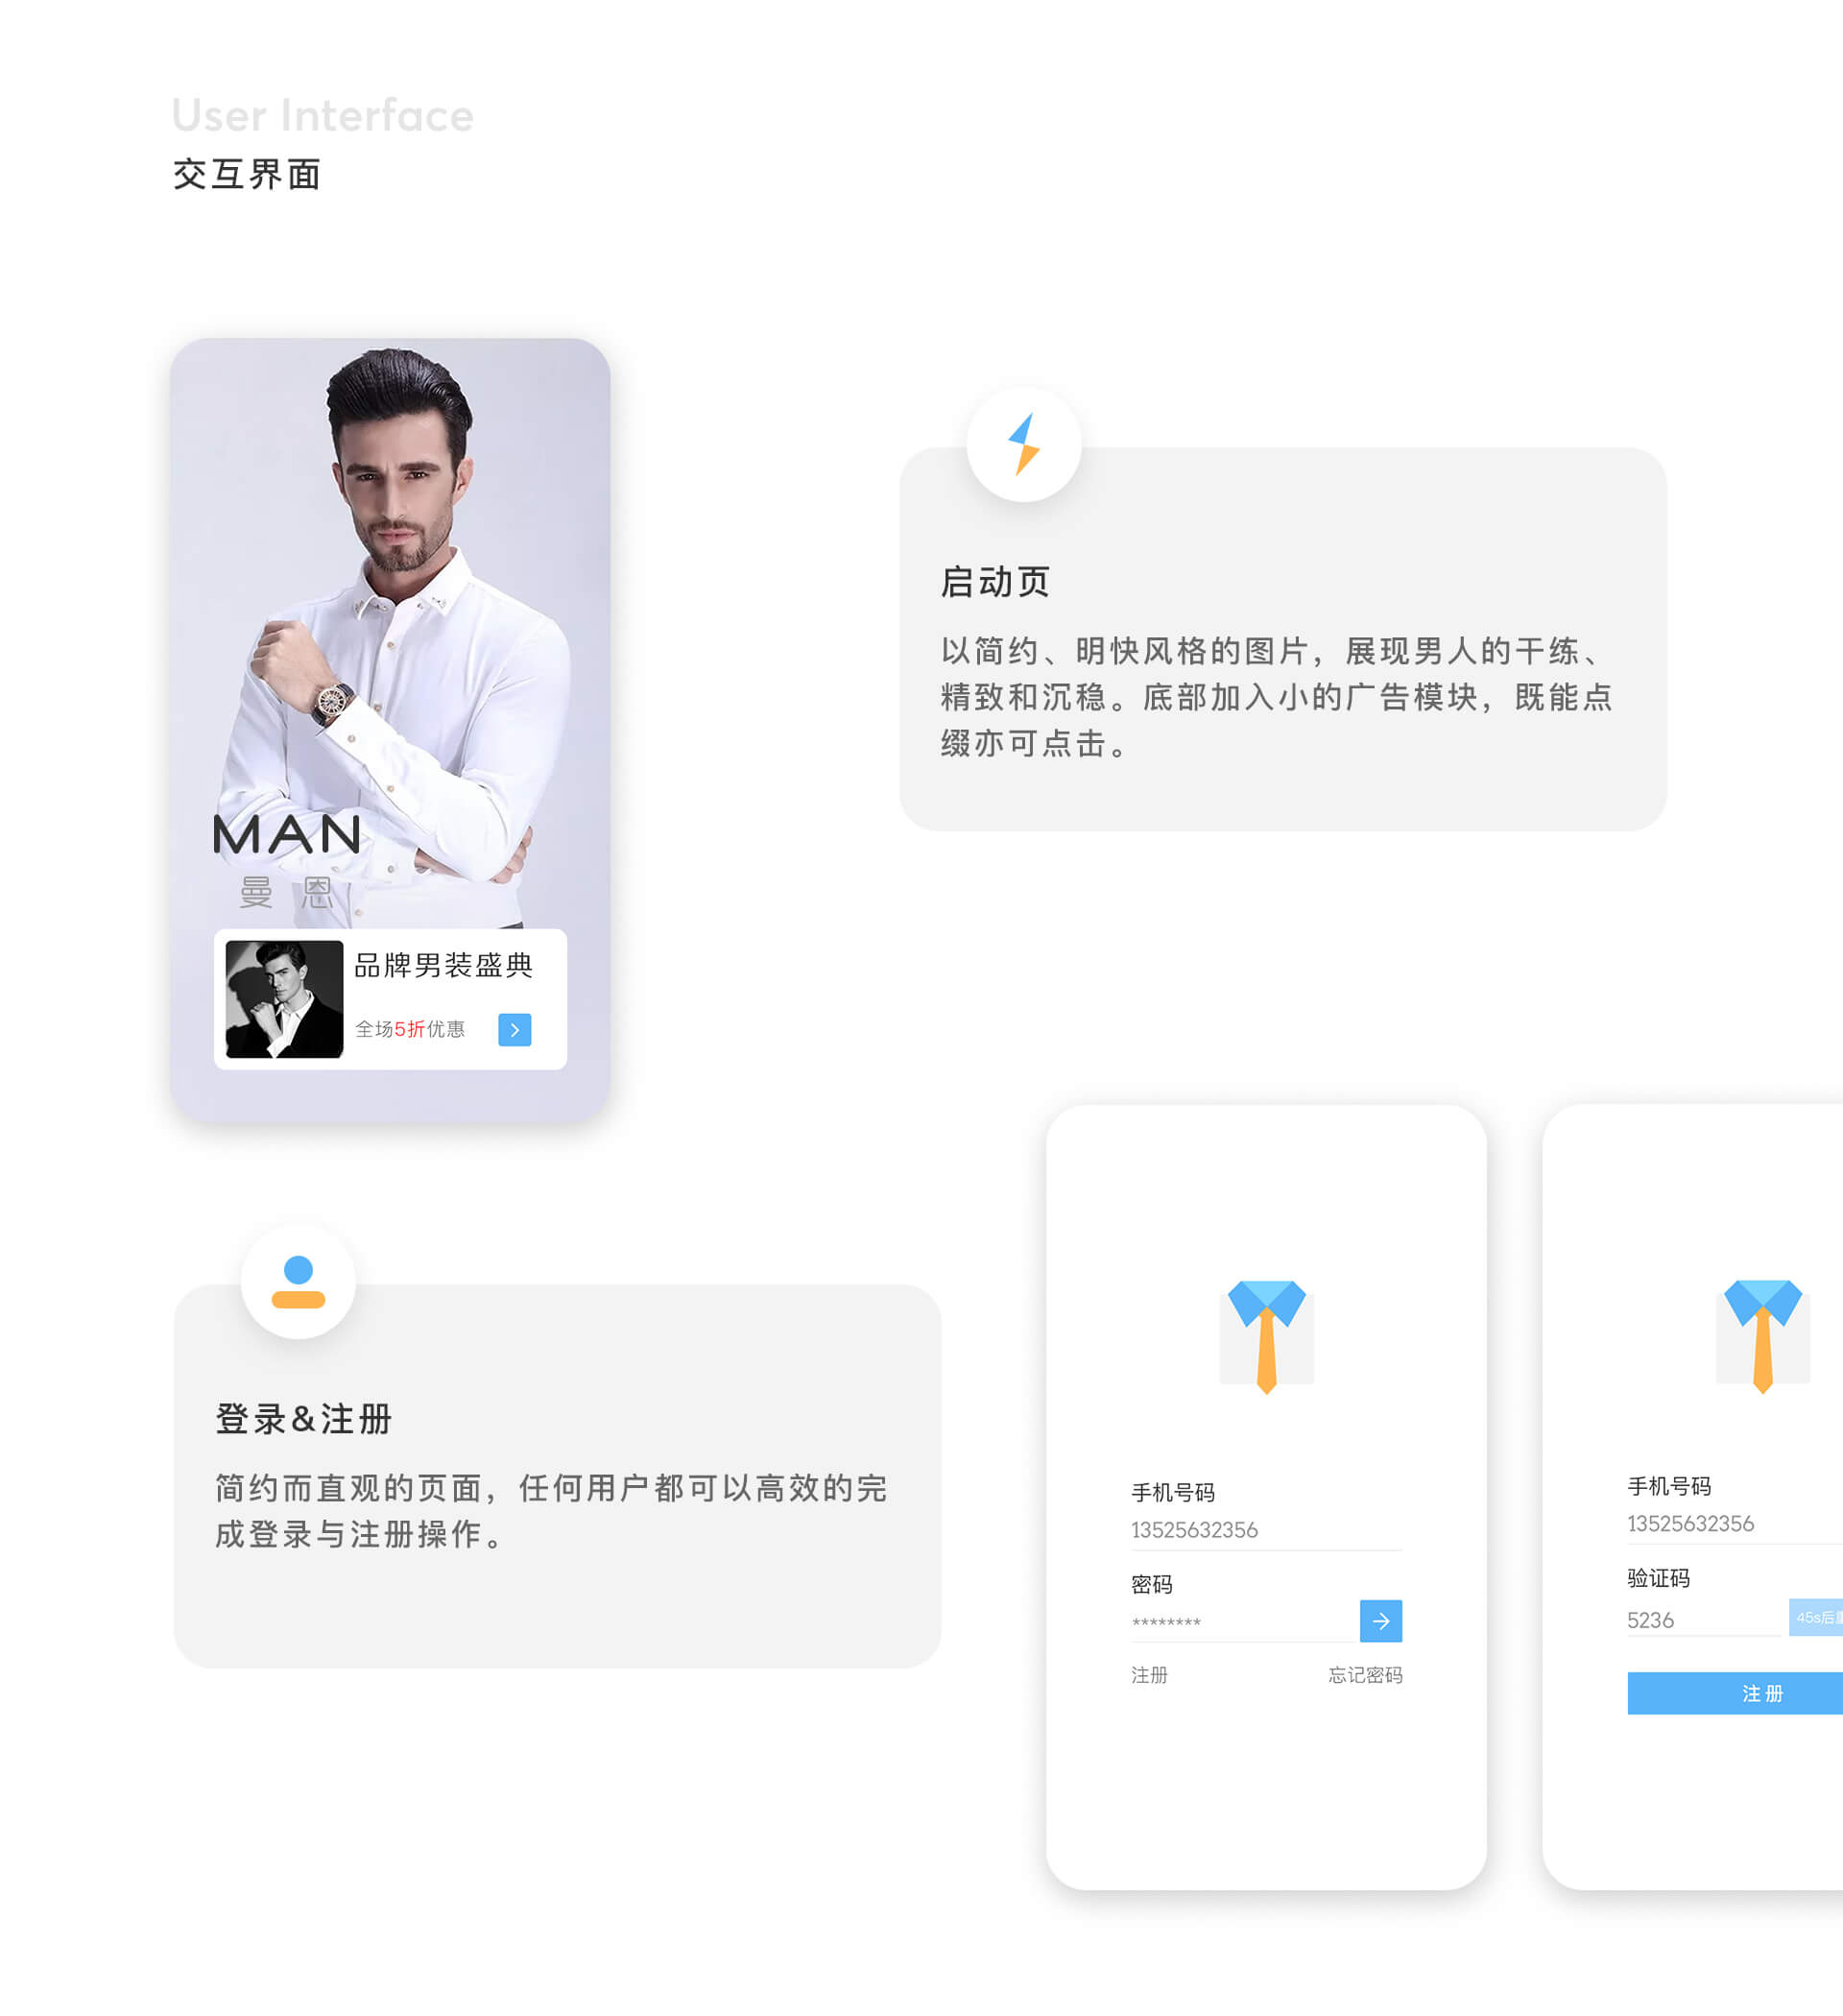 User Interface
交互界面
启动页
以简约、明快风格的图片，展现男人的干练、
精致和沉稳。底部加入小的广告模块，既能点
缀亦可点击。
MAN
曼 恩
品牌男装盛典
全场5折优惠
登录&注册
简约而直观的页面，任何用户都可以高效的完
成登录与注册操作。
手机号码
13525632356
密码
********
注册 忘记密码
手机号码
13525632356
验证码
5236 45s后
注 册